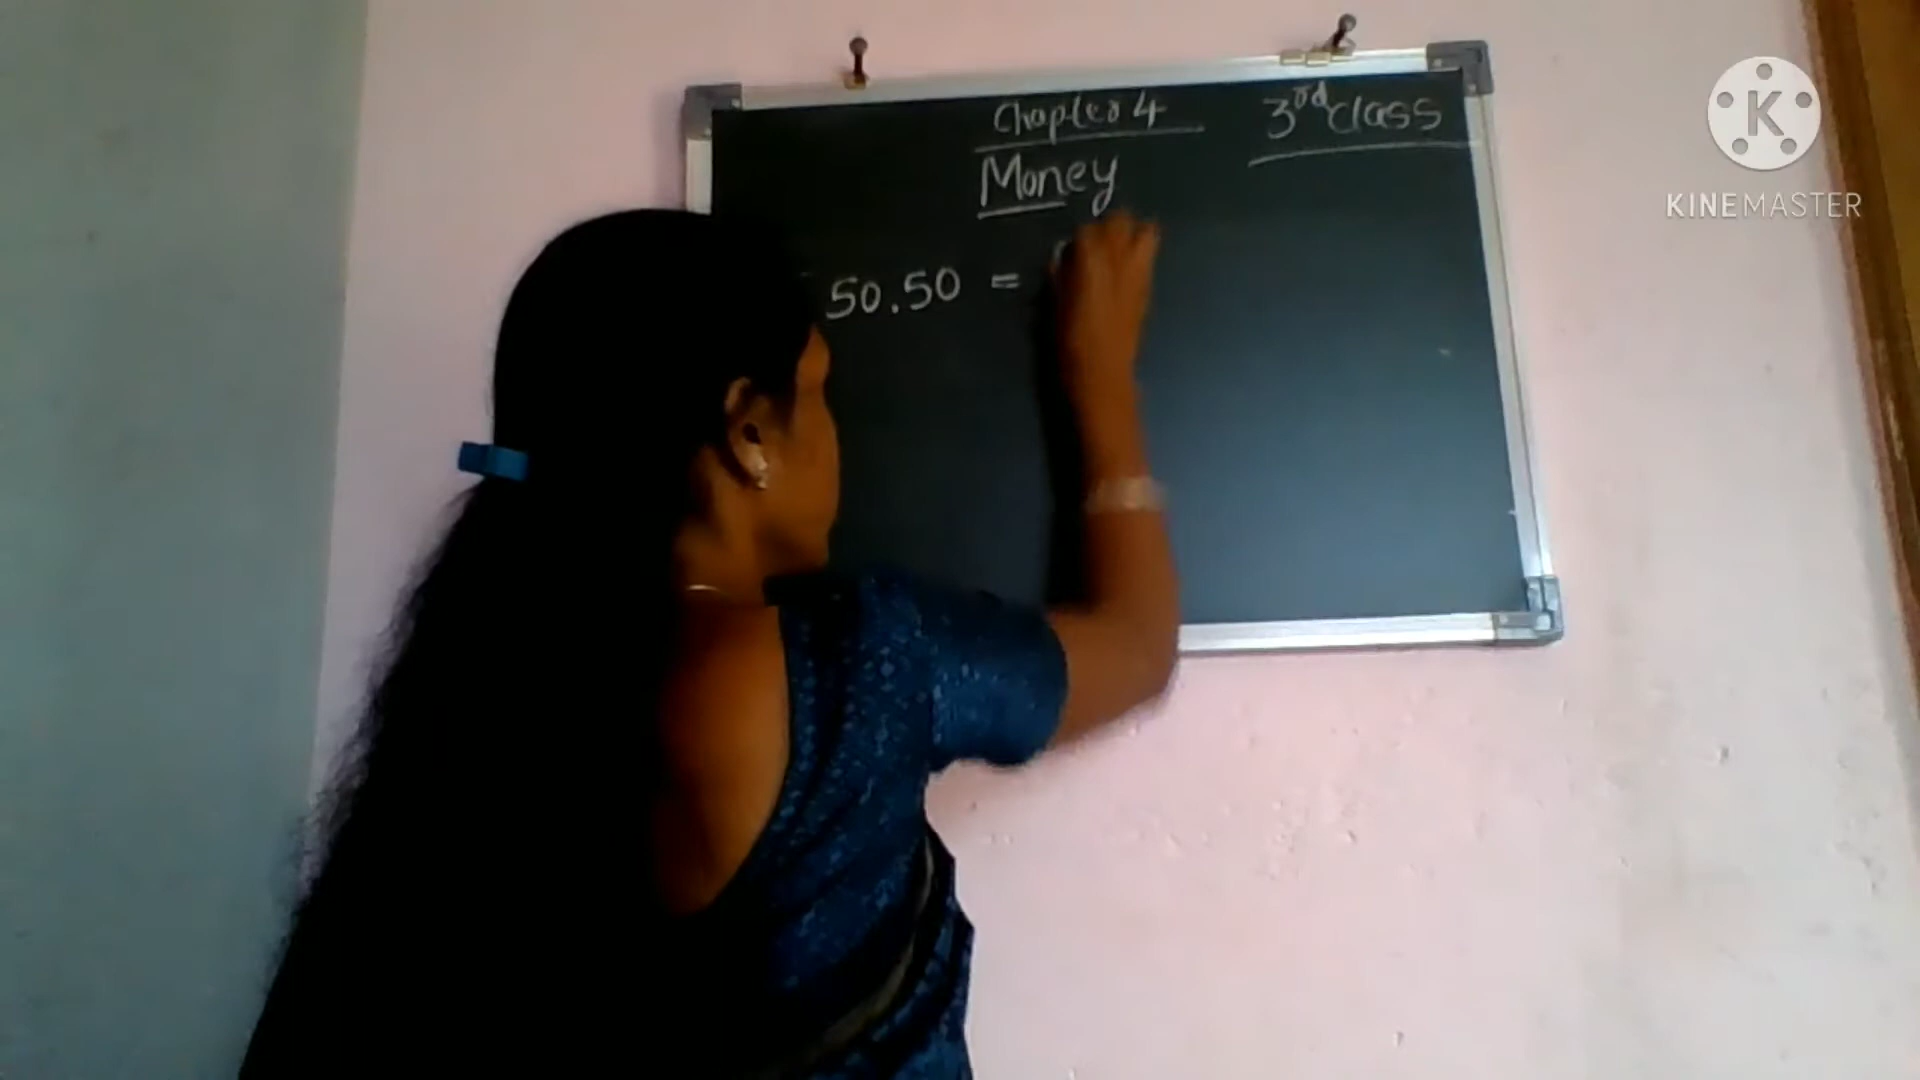 Chapter 4
3rd Class
Money
50.50 =
K
KINEMASTER